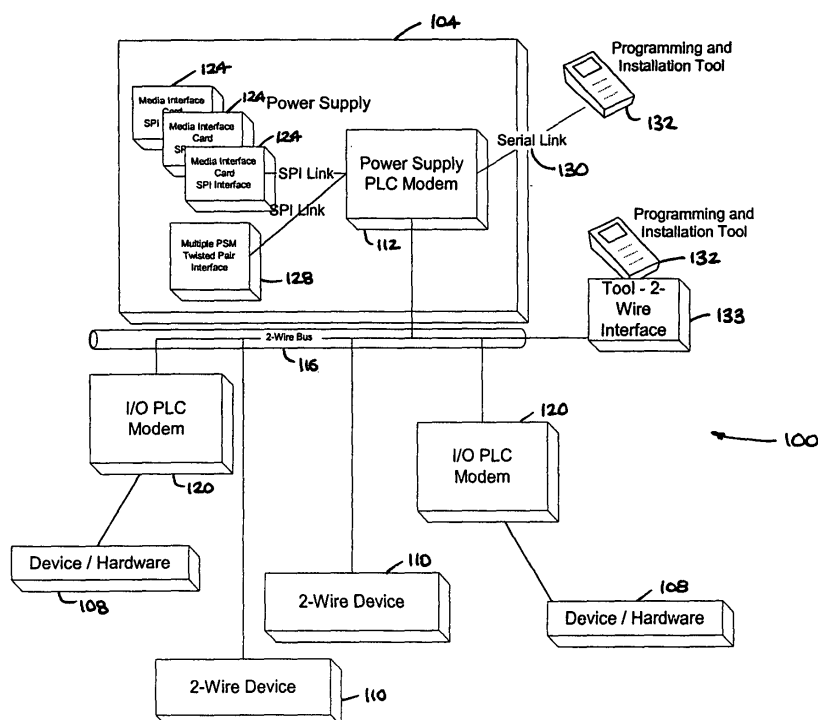 104
Programming and
Installation Tool
132
124
Media Interface
Card
SPI
124
Power Supply
Media Interface
Card
SP
124
Media Interface
Card
SPI Interface
SPI Link
SPI Link
Power Supply
PLC Modem
112
Serial Link
130
Multiple PSM
Twisted Pair
Interface
128
Programming and
Installation Tool
132
Tool - 2-
Wire
Interface
133
2-Wire Bus
116
I/O PLC
Modem
120
120
I/O PLC
Modem
100
Device / Hardware
108
110
2-Wire Device
108
Device / Hardware
2-Wire Device
110